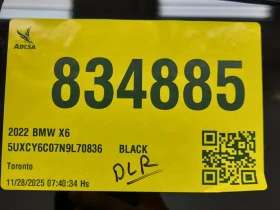 ADESA
834885
2022 BMW X6
5UXCY6C07N9L70836 BLACK
DLR
Toronto
11/28/2025 07:40:34 Hs